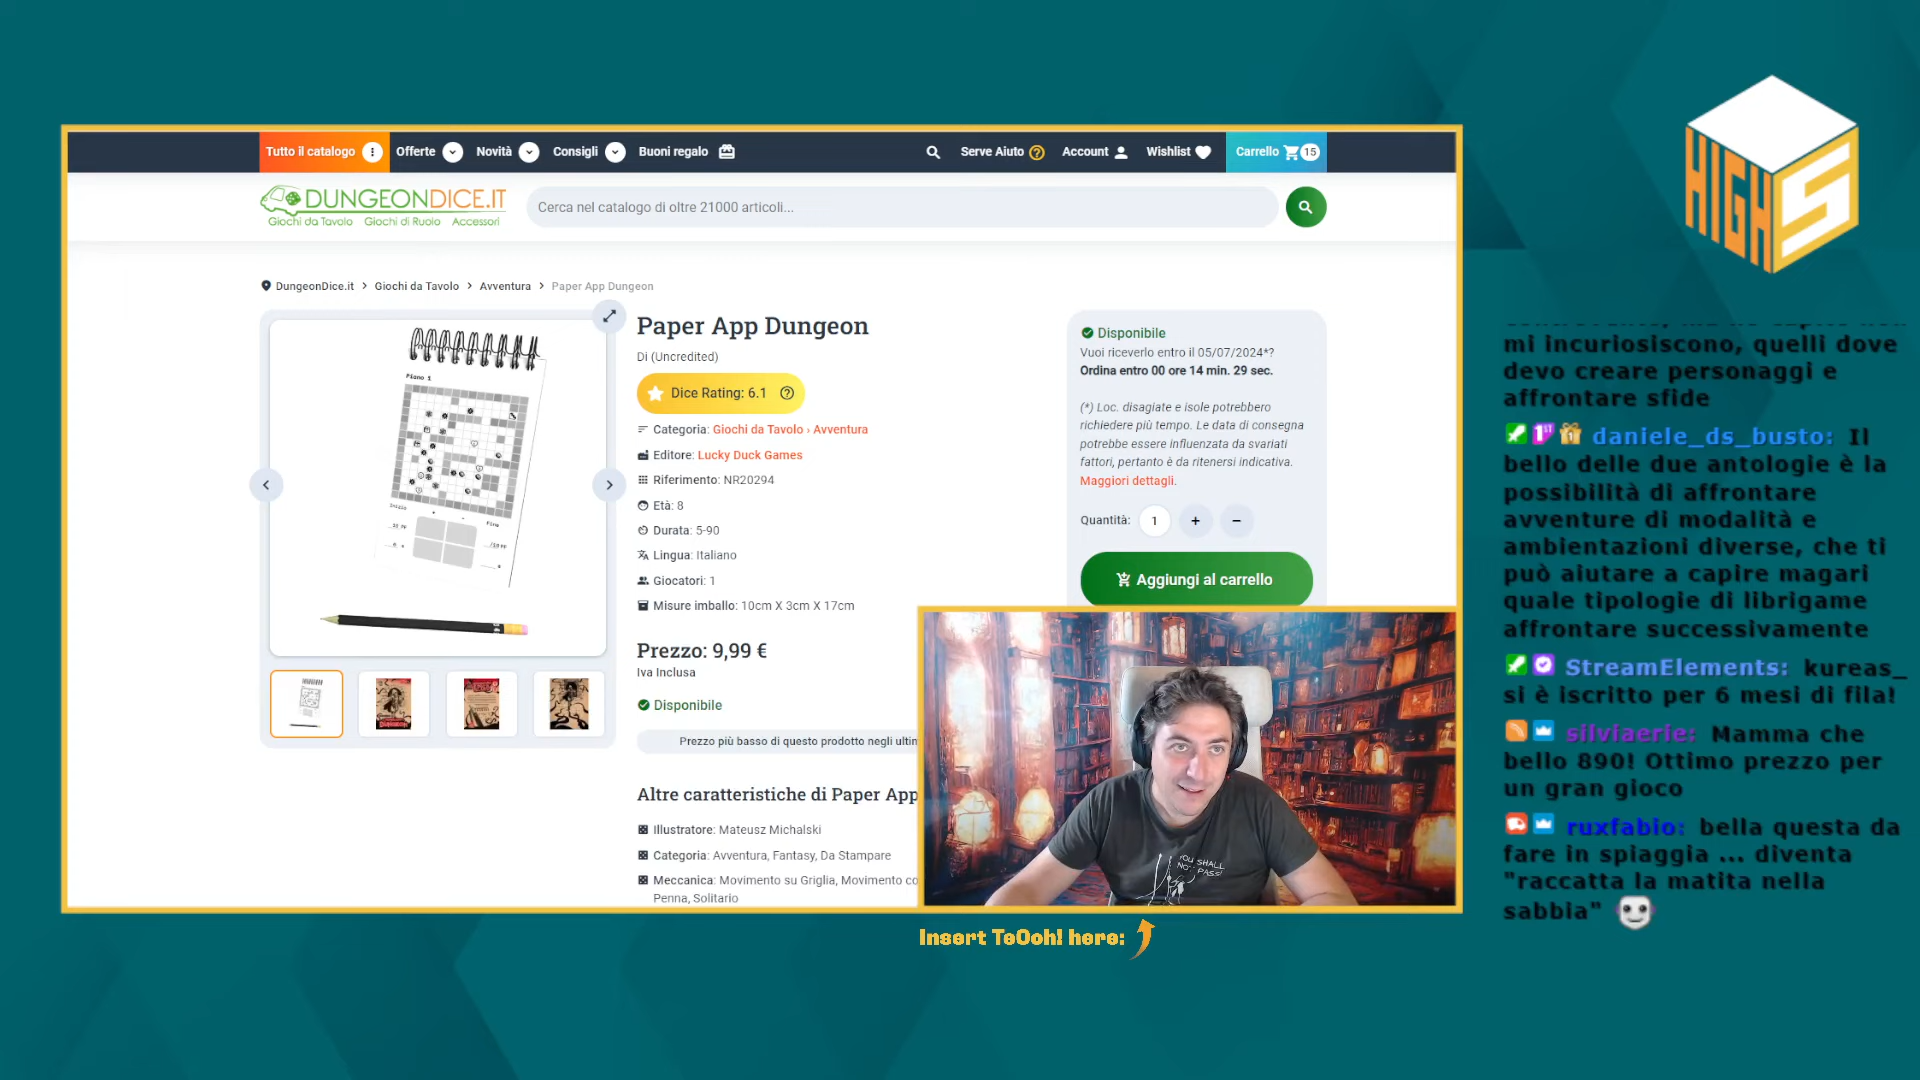 Tutto il catalogo
Offerte
Novità
Consigli
Buoni regalo
Serve Aiuto
Account
Wishlist
Carrello 15
DUNGEONDICE.IT
Giochi da Tavolo Giochi di Ruolo Accessori
Cerca nel catalogo di oltre 21000 articoli...
DungeonDice.it > Giochi da Tavolo > Avventura > Paper App Dungeon
Piano 1
Inizio
Fine
Paper App Dungeon
Di (Uncredited)
Dice Rating: 6.1
Categoria: Giochi da Tavolo › Avventura
Editore: Lucky Duck Games
Riferimento: NR20294
Età: 8
Durata: 5-90
Lingua: Italiano
Giocatori: 1
Misure imballo: 10cm X 3cm X 17cm
Prezzo: 9,99 €
Iva Inclusa
Disponibile
Prezzo più basso di questo prodotto negli ultim
Altre caratteristiche di Paper App
Illustratore: Mateusz Michalski
Categoria: Avventura, Fantasy, Da Stampare
Meccanica: Movimento su Griglia, Movimento co
Penna, Solitario
Disponibile
Vuoi riceverlo entro il 05/07/2024*?
Ordina entro 00 ore 14 min. 29 sec.
(*) Loc. disagiate e isole potrebbero
richiedere più tempo. Le data di consegna
potrebbe essere influenzata da svariati
fattori, pertanto è da ritenersi indicativa.
Maggiori dettagli.
Quantità: 1 + −
Aggiungi al carrello
YOU SHALL
NOT PASS!
Insert TeOoh! here:
HIGH5
mi incuriosiscono, quelli dove
devo creare personaggi e
affrontare sfide
daniele_ds_busto: Il
bello delle due antologie è la
possibilità di affrontare
avventure di modalità e
ambientazioni diverse, che ti
può aiutare a capire magari
quale tipologie di librigame
affrontare successivamente
StreamElements: kureas_
si è iscritto per 6 mesi di fila!
silviaerie: Mamma che
bello 890! Ottimo prezzo per
un gran gioco
ruxfabio: bella questa da
fare in spiaggia ... diventa
"raccatta la matita nella
sabbia"